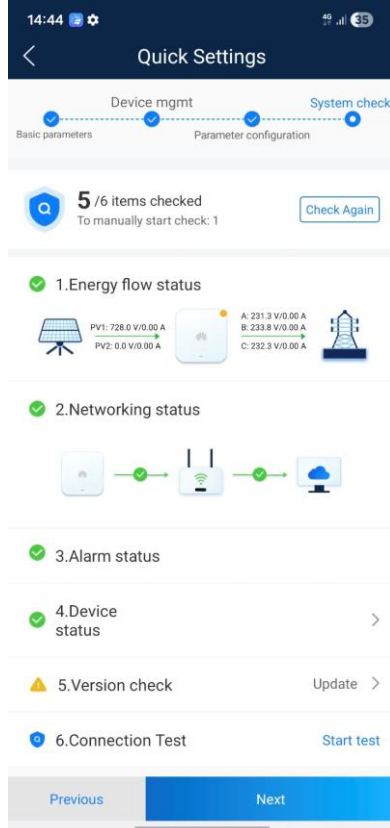 14:44
4G
35
Quick Settings
Device mgmt
System check
Basic parameters
Parameter configuration
5/6 items checked
To manually start check: 1
Check Again
1.Energy flow status
PV1: 728.0 V/0.00 A
PV2: 0.0 V/0.00 A
A: 231.3 V/0.00 A
B: 233.8 V/0.00 A
C: 232.3 V/0.00 A
2.Networking status
3.Alarm status
4.Device
status
5.Version check
Update
6.Connection Test
Start test
Previous
Next